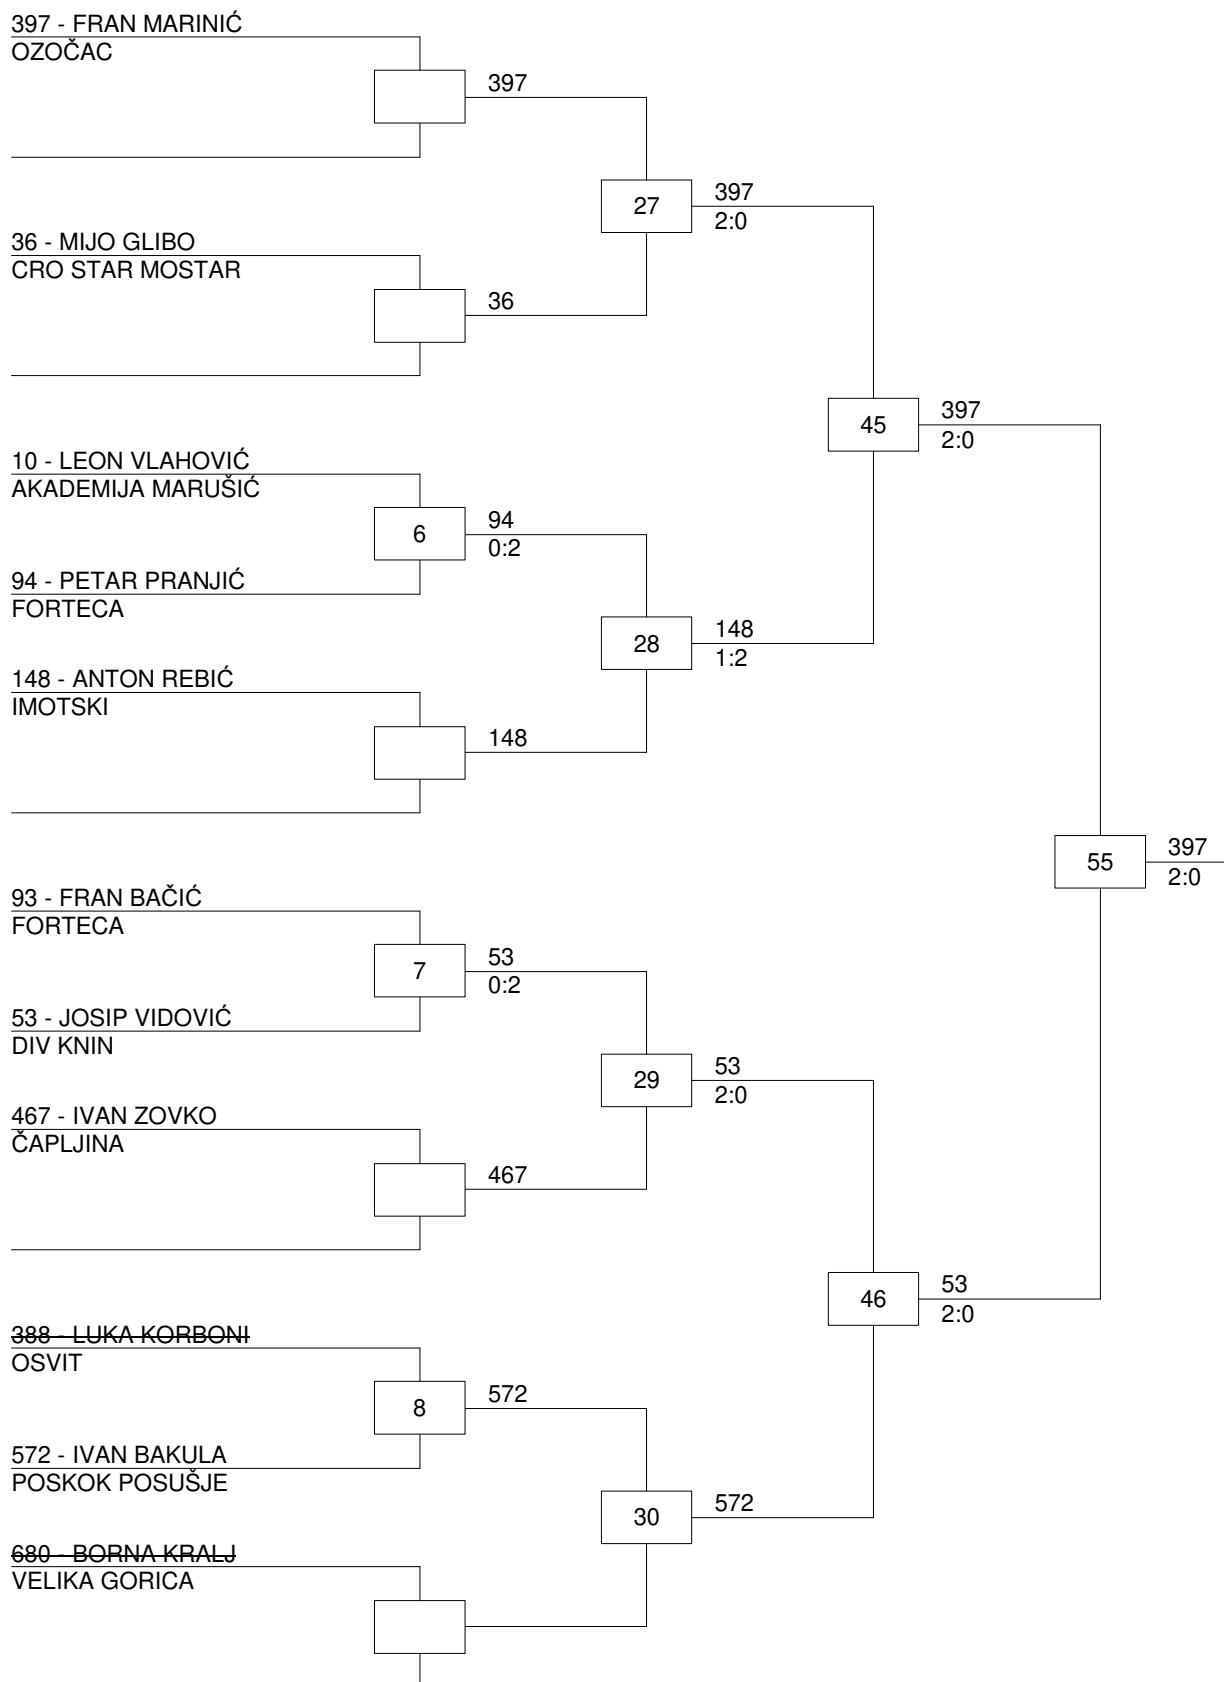 397 - FRAN MARINIĆ
OZOČAC
397
27
397
2:0
36 - MIJO GLIBO
CRO STAR MOSTAR
36
45
397
2:0
10 - LEON VLAHOVIĆ
AKADEMIJA MARUŠIĆ
6
94
0:2
94 - PETAR PRANJIĆ
FORTECA
28
148
1:2
148 - ANTON REBIĆ
IMOTSKI
148
55
397
2:0
93 - FRAN BAČIĆ
FORTECA
7
53
0:2
53 - JOSIP VIDOVIĆ
DIV KNIN
29
53
2:0
467 - IVAN ZOVKO
ČAPLJINA
467
46
53
2:0
388 - LUKA KORBONI
OSVIT
8
572
572 - IVAN BAKULA
POSKOK POSUŠJE
30
572
680 - BORNA KRALJ
VELIKA GORICA